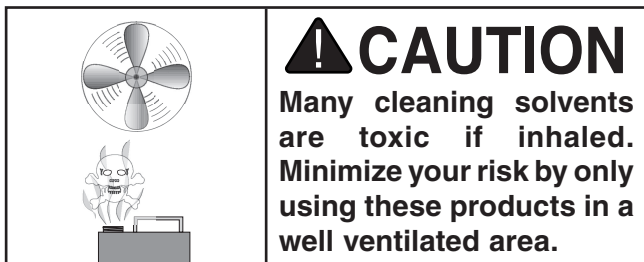 CAUTION
Many cleaning solvents
are toxic if inhaled.
Minimize your risk by only
using these products in a
well ventilated area.